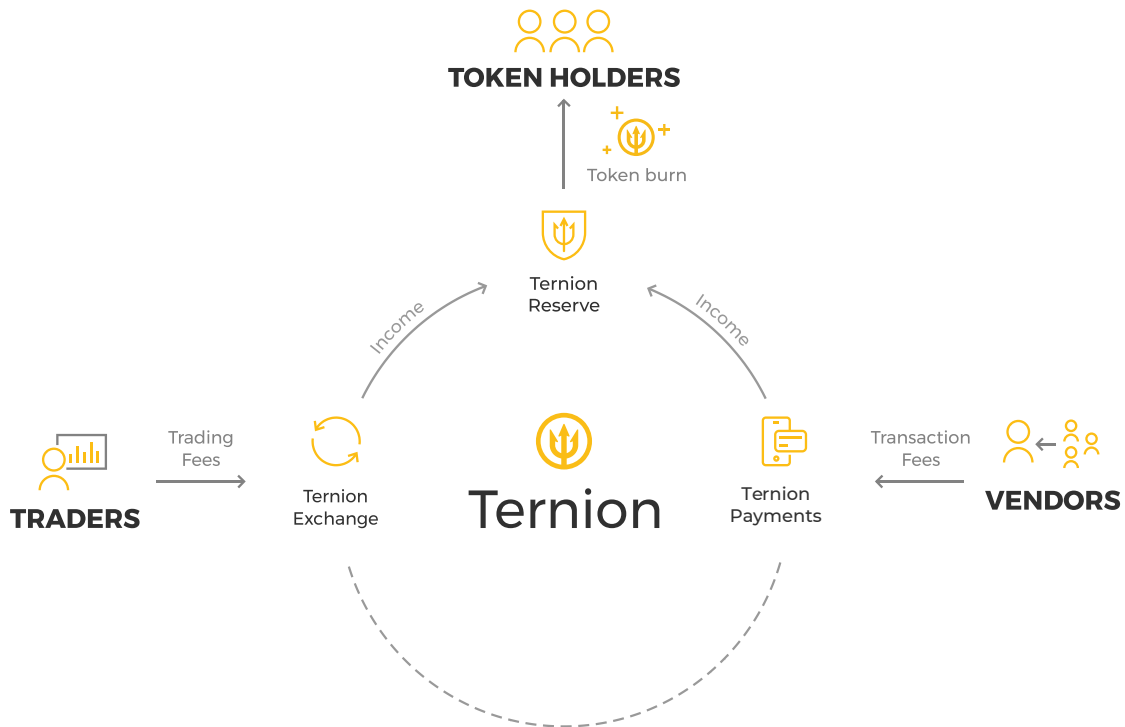 TOKEN HOLDERS
Token burn
Ternion
Reserve
Income
Income
Trading
Fees
TRADERS
Ternion
Exchange
Ternion
Ternion
Payments
Transaction
Fees
VENDORS